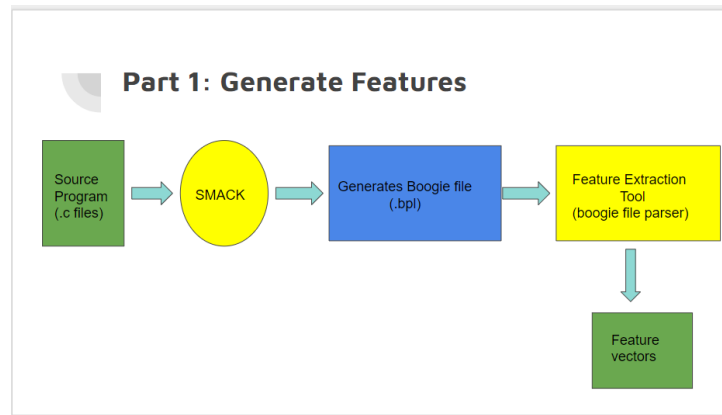 Part 1: Generate Features
Source
Program
(.c files)
SMACK
Generates Boogie file
(.bpl)
Feature Extraction
Tool
(boogie file parser)
Feature
vectors